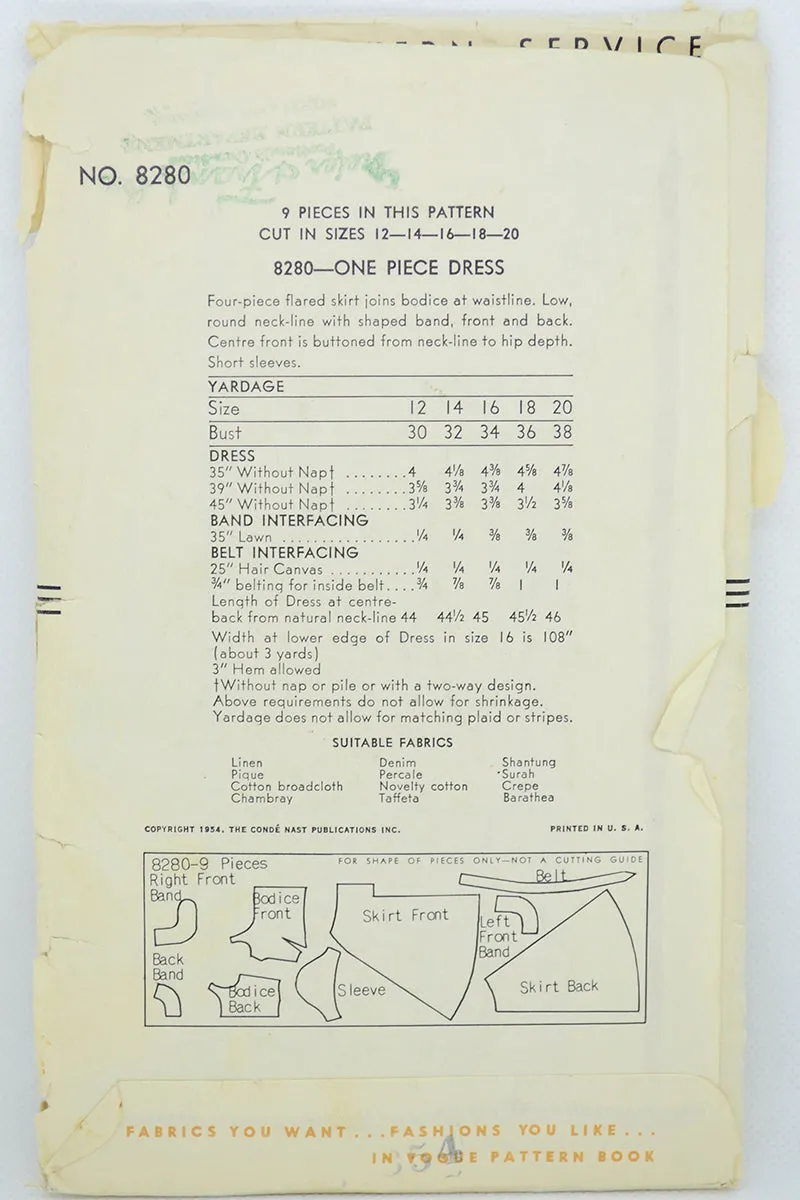 SERVICE
NO. 8280
9 PIECES IN THIS PATTERN
CUT IN SIZES 12—14—16—18—20
8280—ONE PIECE DRESS
Four-piece flared skirt joins bodice at waistline. Low,
round neck-line with shaped band, front and back.
Centre front is buttoned from neck-line to hip depth.
Short sleeves.
YARDAGE
Size 12 14 16 18 20
Bust 30 32 34 36 38
DRESS
35" Without Nap† ........4 4⅛ 4⅜ 4⅝ 4⅞
39" Without Nap† ........3⅝ 3¾ 3¾ 4 4⅛
45" Without Nap† ........3¼ 3⅜ 3⅜ 3½ 3⅝
BAND INTERFACING
35" Lawn .................¼ ¼ ⅜ ⅜ ⅜
BELT INTERFACING
25" Hair Canvas ...........¼ ¼ ¼ ¼ ¼
¾" belting for inside belt....¾ ⅞ ⅞ 1 1
Length of Dress at centre-
back from natural neck-line 44 44½ 45 45½ 46
Width at lower edge of Dress in size 16 is 108"
(about 3 yards)
3" Hem allowed
†Without nap or pile or with a two-way design.
Above requirements do not allow for shrinkage.
Yardage does not allow for matching plaid or stripes.
SUITABLE FABRICS
Linen Denim Shantung
Pique Percale Surah
Cotton broadcloth Novelty cotton Crepe
Chambray Taffeta Barathea
COPYRIGHT 1954, THE CONDÉ NAST PUBLICATIONS INC. PRINTED IN U. S. A.
8280-9 Pieces FOR SHAPE OF PIECES ONLY—NOT A CUTTING GUIDE
Right Front
Band
Bodice
Front
Skirt Front
Belt
Left
Front
Band
Back
Band
Bodice
Back
Sleeve
Skirt Back
FABRICS YOU WANT...FASHIONS YOU LIKE...
IN VOGUE PATTERN BOOK